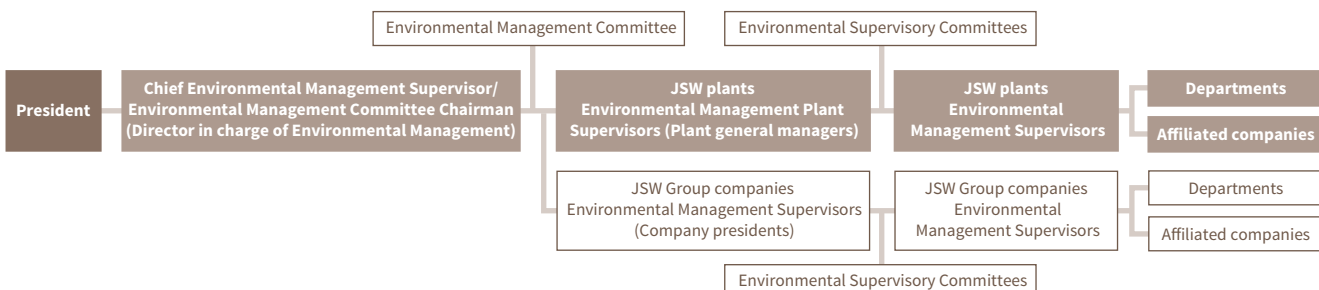 Environmental Management Committee
Environmental Supervisory Committees
President
Chief Environmental Management Supervisor/
Environmental Management Committee Chairman
(Director in charge of Environmental Management)
JSW plants
Environmental Management Plant
Supervisors (Plant general managers)
JSW plants
Environmental
Management Supervisors
Departments
Affiliated companies
JSW Group companies
Environmental Management Supervisors
(Company presidents)
JSW Group companies
Environmental
Management Supervisors
Departments
Affiliated companies
Environmental Supervisory Committees